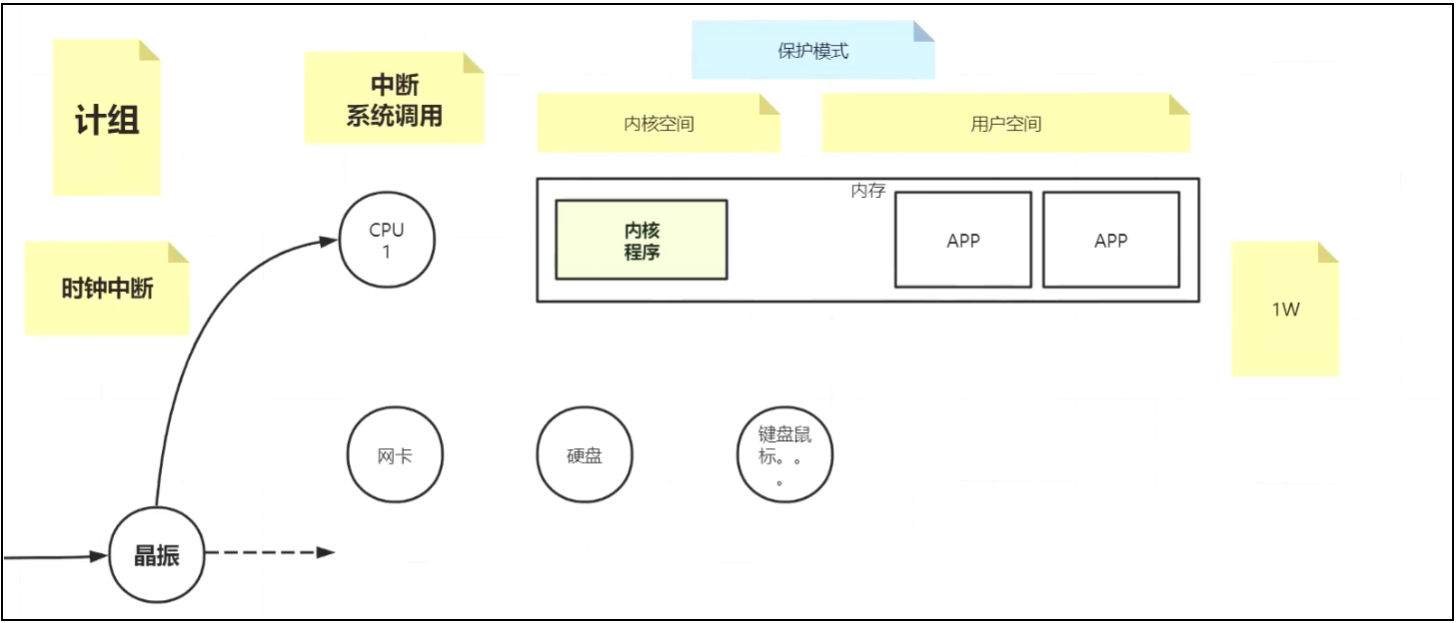 保护模式
计组
中断
系统调用
内核空间
用户空间
内存
CPU
1
内核
程序
APP
APP
时钟中断
1W
网卡
硬盘
键盘鼠
标。。
。
晶振